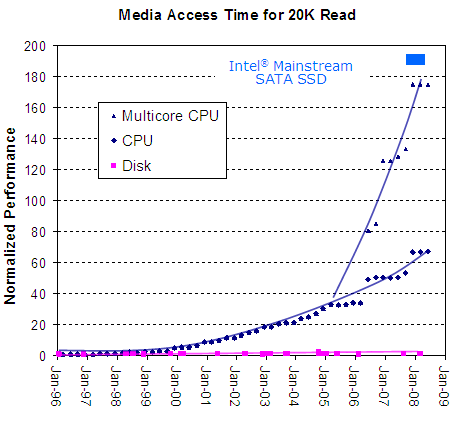 Media Access Time for 20K Read
Normalized Performance
200
180
160
140
120
100
80
60
40
20
0
Intel® Mainstream
SATA SSD
Multicore CPU
CPU
Disk
Jan-96
Jan-97
Jan-98
Jan-99
Jan-00
Jan-01
Jan-02
Jan-03
Jan-04
Jan-05
Jan-06
Jan-07
Jan-08
Jan-09